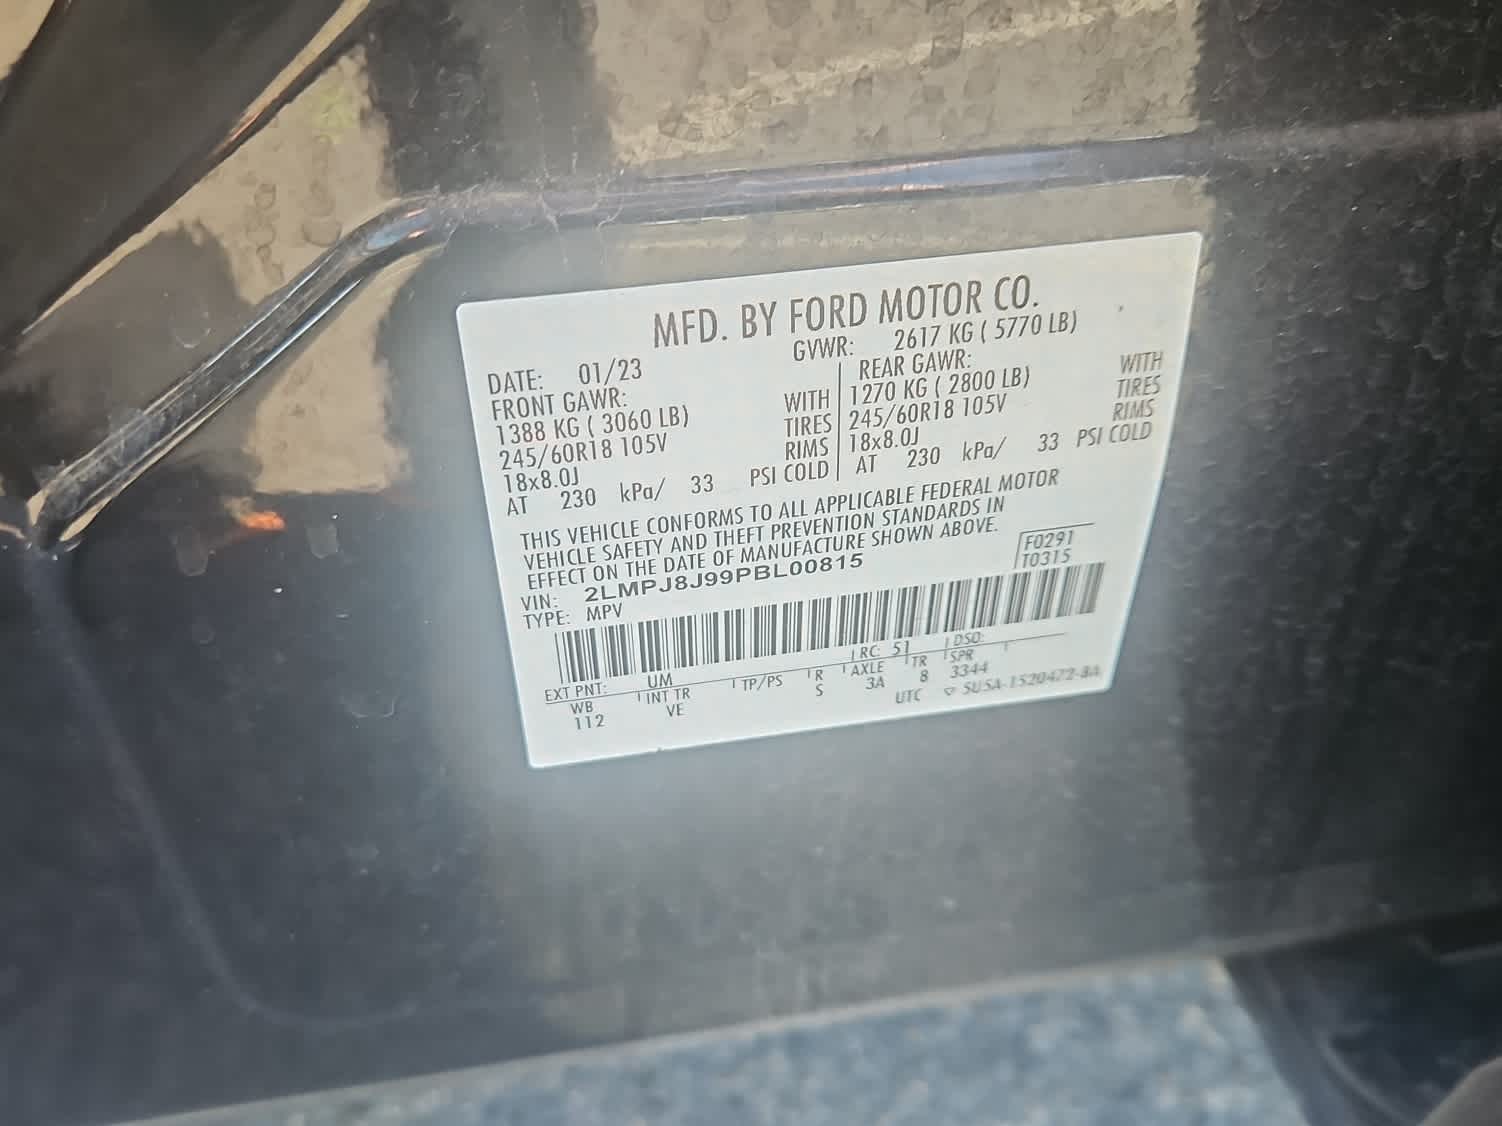 MFD. BY FORD MOTOR CO.
DATE: 01/23 GVWR: 2617 KG ( 5770 LB)
FRONT GAWR: REAR GAWR:
1388 KG ( 3060 LB) WITH 1270 KG ( 2800 LB) WITH
245/60R18 105V TIRES 245/60R18 105V TIRES
18x8.0J RIMS 18x8.0J RIMS
AT 230 kPa/ 33 PSI COLD AT 230 kPa/ 33 PSI COLD
THIS VEHICLE CONFORMS TO ALL APPLICABLE FEDERAL MOTOR
VEHICLE SAFETY AND THEFT PREVENTION STANDARDS IN
EFFECT ON THE DATE OF MANUFACTURE SHOWN ABOVE.
F0291
VIN: 2LMPJ8J99PBL00815 T0315
TYPE: MPV
EXT PNT: UM RC: 51 DSO:
WB INT TR TP/PS R AXLE TR SPR
112 VE S 3A 8 3344
UTC 5U5A-1520472-BA